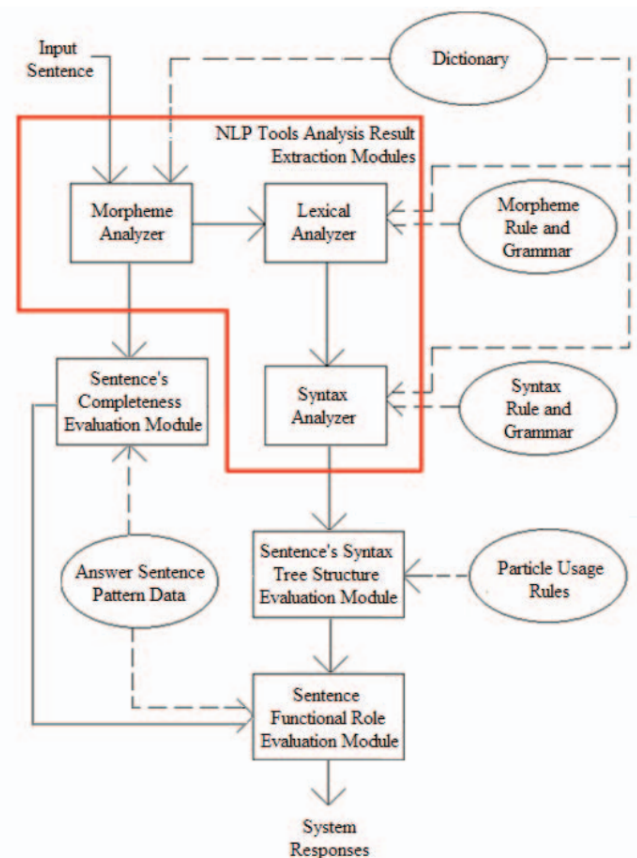 Input
Sentence
Dictionary
NLP Tools Analysis Result
Extraction Modules
Morpheme
Analyzer
Lexical
Analyzer
Morpheme
Rule and
Grammar
Sentence's
Completeness
Evaluation Module
Syntax
Analyzer
Syntax
Rule and
Grammar
Answer Sentence
Pattern Data
Sentence's Syntax
Tree Structure
Evaluation Module
Particle Usage
Rules
Sentence
Functional Role
Evaluation Module
System
Responses